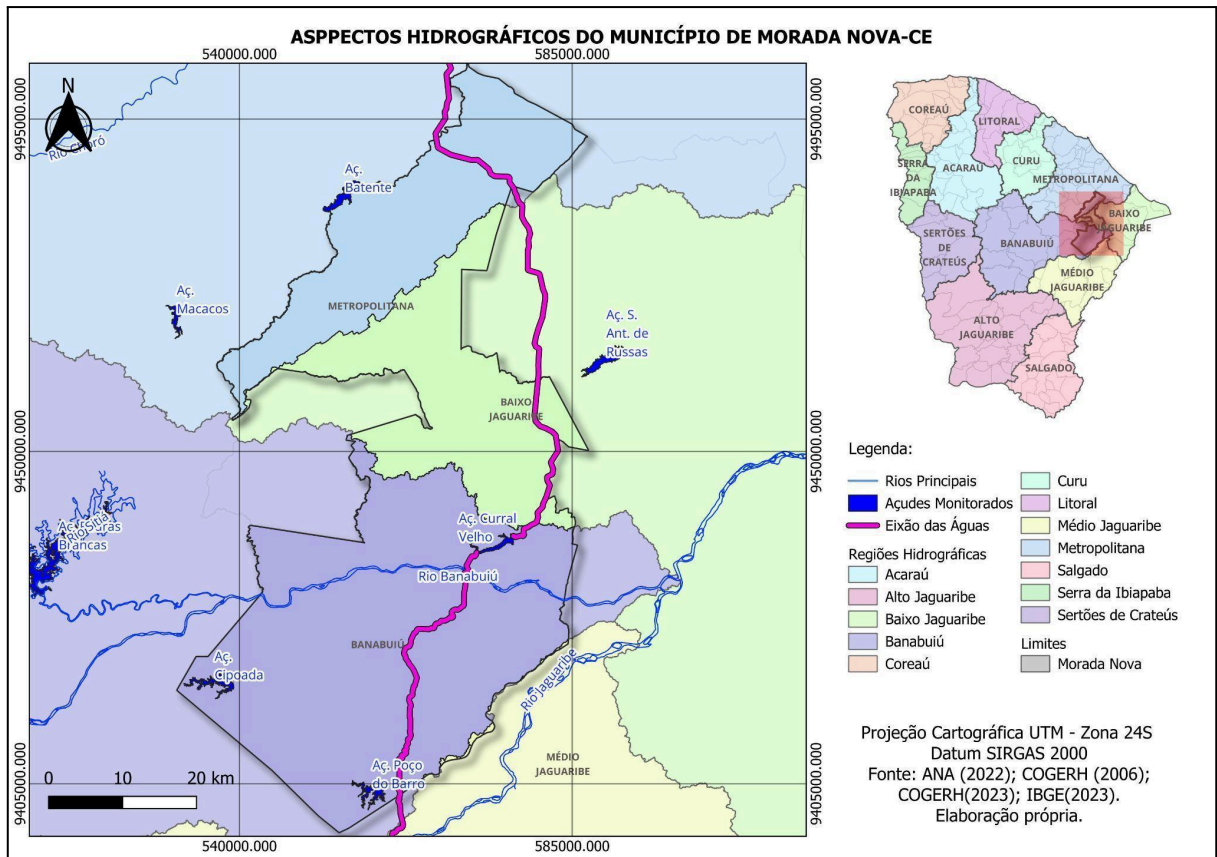 ASPPECTOS HIDROGRÁFICOS DO MUNICÍPIO DE MORADA NOVA-CE
540000.000
585000.000
9495000.000
9450000.000
9405000.000
N
Rio Choró
Aç.
Batente
Aç.
Macacos
METROPOLITANA
Aç. S.
Ant. de
Russas
BAIXO
JAGUARIBE
Rio Sitiá
Brancas
Aç. Curral
Velho
Rio Banabuiú
BANABUIÚ
Aç.
Cipoada
Rio Jaguaribe
Aç. Poço
do Barro
MÉDIO
JAGUARIBE
0 10 20 km
540000.000
585000.000
9495000.000
9450000.000
9405000.000
COREAÚ
LITORAL
SERRA
DA
IBIAPABA
ACARAÚ
CURU
METROPOLITANA
BAIXO
JAGUARIBE
SERTÕES
DE
CRATEÚS
BANABUIÚ
MÉDIO
JAGUARIBE
ALTO
JAGUARIBE
SALGADO
Legenda:
Rios Principais
Açudes Monitorados
Eixão das Águas
Regiões Hidrográficas
Acaraú
Alto Jaguaribe
Baixo Jaguaribe
Banabuiú
Coreaú
Curu
Litoral
Médio Jaguaribe
Metropolitana
Salgado
Serra da Ibiapaba
Sertões de Crateús
Limites
Morada Nova
Projeção Cartográfica UTM - Zona 24S
Datum SIRGAS 2000
Fonte: ANA (2022); COGERH (2006);
COGERH(2023); IBGE(2023).
Elaboração própria.